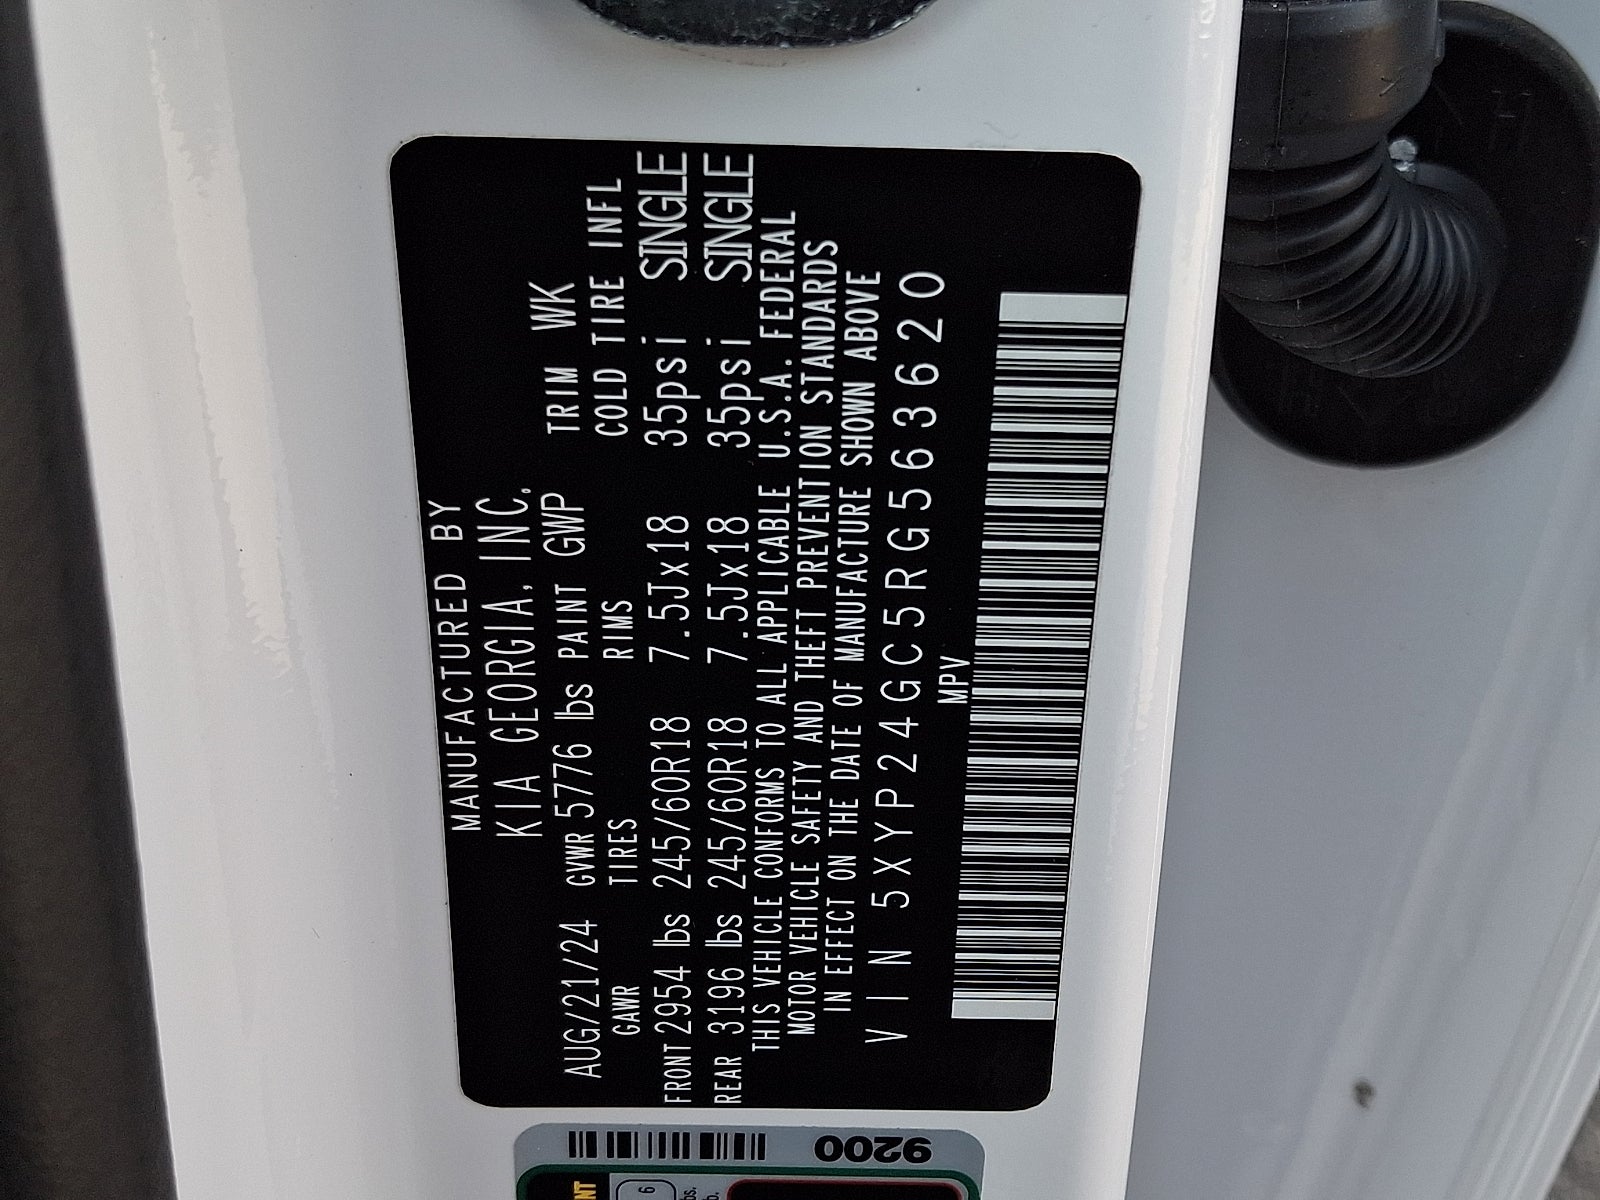 MANUFACTURED BY
KIA GEORGIA, INC.
AUG/21/24 GVWR 5776 lbs PAINT GWP TRIM WK
GAWR TIRES RIMS COLD TIRE INFL
FRONT 2954 lbs 245/60R18 7.5Jx18 35psi SINGLE
REAR 3196 lbs 245/60R18 7.5Jx18 35psi SINGLE
THIS VEHICLE CONFORMS TO ALL APPLICABLE U.S.A. FEDERAL
MOTOR VEHICLE SAFETY AND THEFT PREVENTION STANDARDS
IN EFFECT ON THE DATE OF MANUFACTURE SHOWN ABOVE
VIN 5XYP24GC5RG563620
MPV
9200